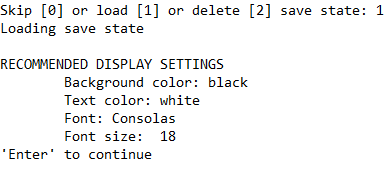 Skip [0] or load [1] or delete [2] save state: 1
Loading save state

RECOMMENDED DISPLAY SETTINGS
        Background color: black
        Text color: white
        Font: Consolas
        Font size:  18
'Enter' to continue